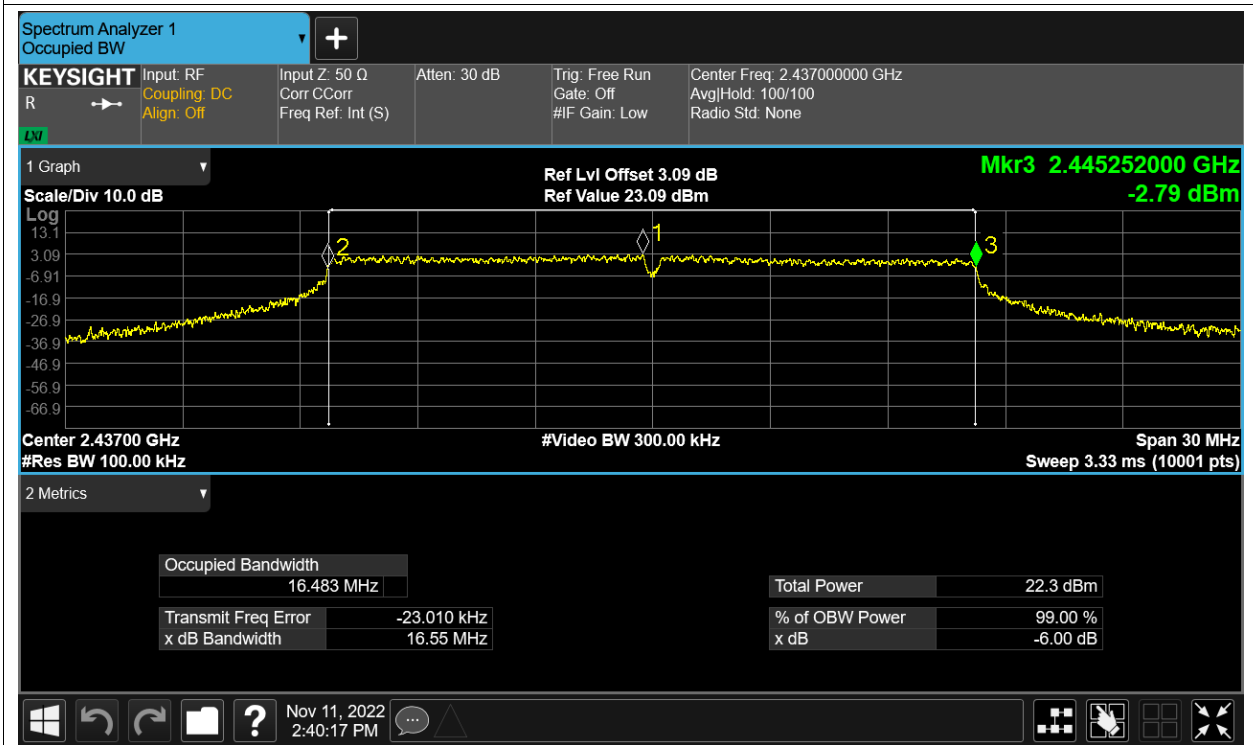 Spectrum Analyzer 1
Occupied BW
KEYSIGHT
R
LXI
Input: RF
Coupling: DC
Align: Off
Input Z: 50 Ω
Corr CCorr
Freq Ref: Int (S)
Atten: 30 dB
Trig: Free Run
Gate: Off
#IF Gain: Low
Center Freq: 2.437000000 GHz
Avg|Hold: 100/100
Radio Std: None
1 Graph
Scale/Div 10.0 dB
Ref Lvl Offset 3.09 dB
Ref Value 23.09 dBm
Mkr3 2.445252000 GHz
-2.79 dBm
Log
13.1
3.09
-6.91
-16.9
-26.9
-36.9
-46.9
-56.9
-66.9
2
1
3
Center 2.43700 GHz
#Video BW 300.00 kHz
Span 30 MHz
#Res BW 100.00 kHz
Sweep 3.33 ms (10001 pts)
2 Metrics
Occupied Bandwidth
16.483 MHz
Total Power 22.3 dBm
Transmit Freq Error -23.010 kHz
% of OBW Power 99.00 %
x dB Bandwidth 16.55 MHz
x dB -6.00 dB
?
Nov 11, 2022
2:40:17 PM